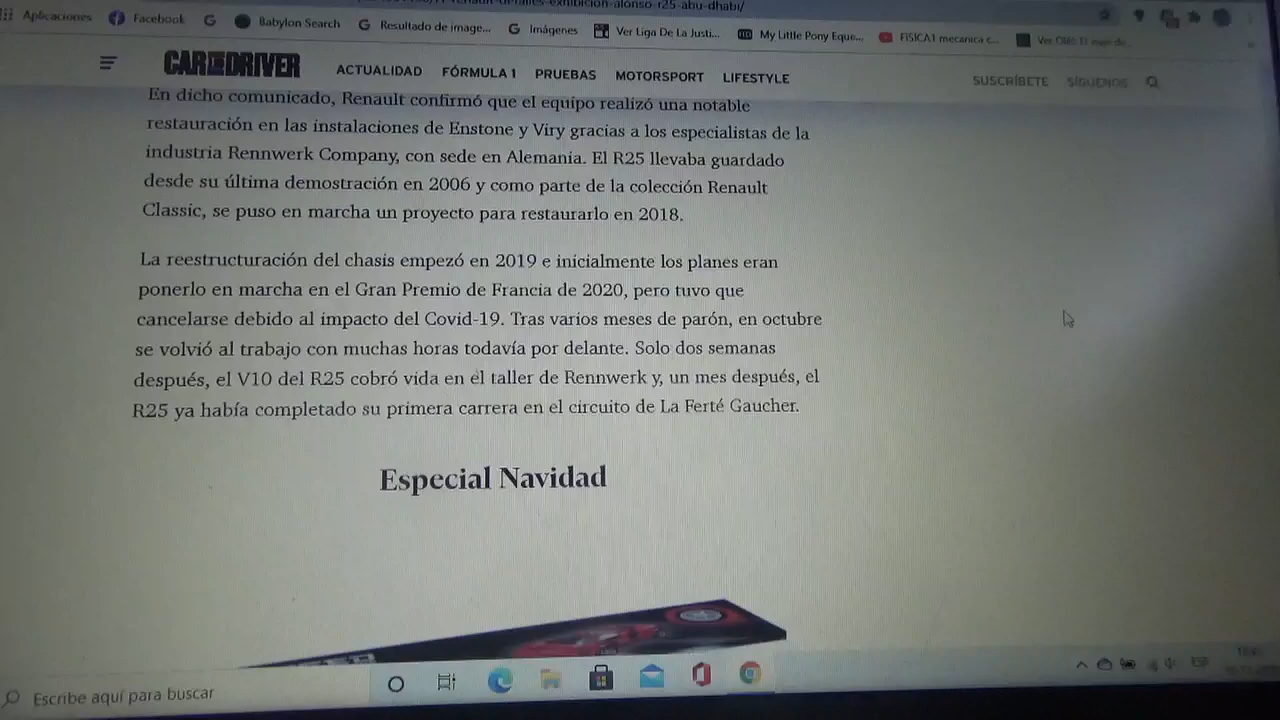 exhibicion-alonso-r25-abu-dhabi/
Aplicaciones Facebook Babylon Search Resultado de image... Imágenes Ver Liga De La Justi... My Little Pony Eque... FISICA1 mecanica c...
CAR AND DRIVER ACTUALIDAD FÓRMULA 1 PRUEBAS MOTORSPORT LIFESTYLE SUSCRÍBETE SÍGUENOS
En dicho comunicado, Renault confirmó que el equipo realizó una notable
restauración en las instalaciones de Enstone y Viry gracias a los especialistas de la
industria Rennwerk Company, con sede en Alemania. El R25 llevaba guardado
desde su última demostración en 2006 y como parte de la colección Renault
Classic, se puso en marcha un proyecto para restaurarlo en 2018.
La reestructuración del chasis empezó en 2019 e inicialmente los planes eran
ponerlo en marcha en el Gran Premio de Francia de 2020, pero tuvo que
cancelarse debido al impacto del Covid-19. Tras varios meses de parón, en octubre
se volvió al trabajo con muchas horas todavía por delante. Solo dos semanas
después, el V10 del R25 cobró vida en el taller de Rennwerk y, un mes después, el
R25 ya había completado su primera carrera en el circuito de La Ferté Gaucher.
Especial Navidad
Escribe aquí para buscar ESP